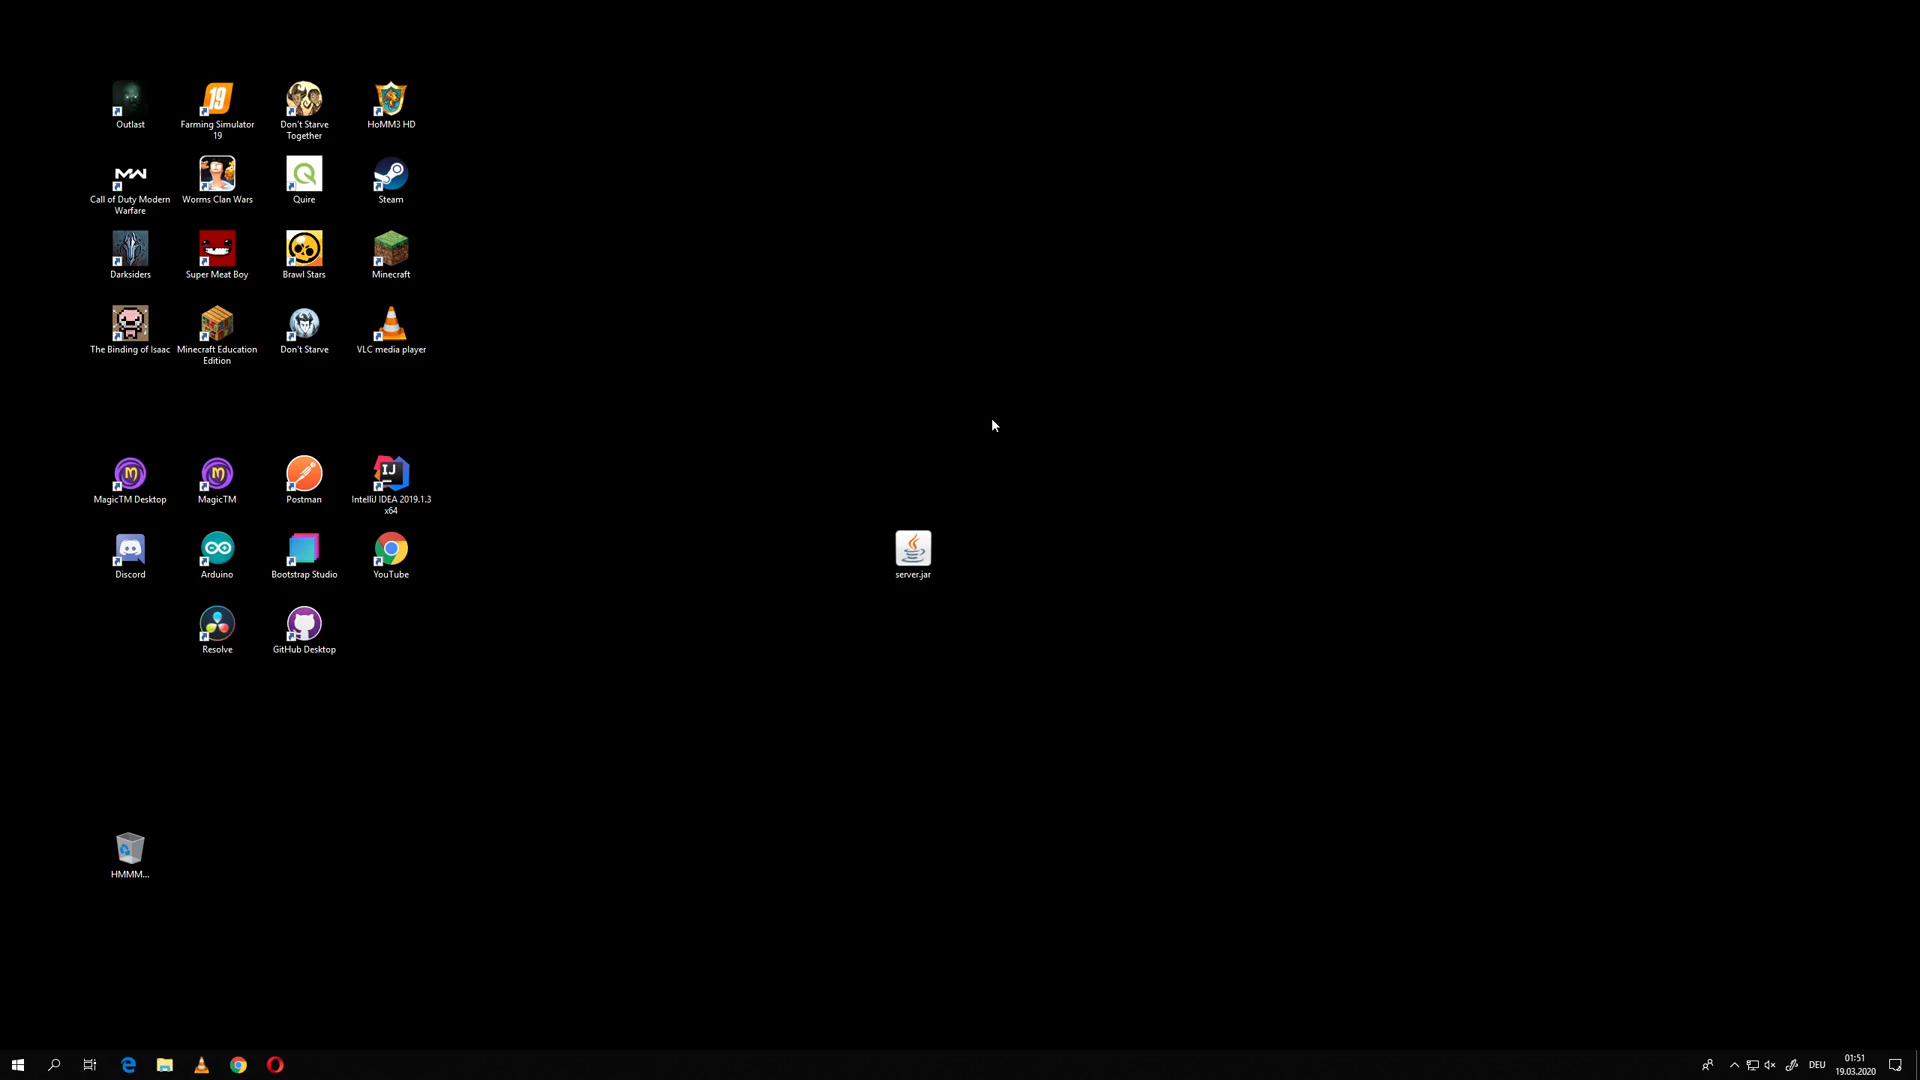 Outlast
Farming Simulator
19
Don't Starve
Together
HoMM3 HD
Call of Duty Modern
Warfare
Worms Clan Wars
Quire
Steam
Darksiders
Super Meat Boy
Brawl Stars
Minecraft
The Binding of Isaac
Minecraft Education
Edition
Don't Starve
VLC media player
MagicTM Desktop
MagicTM
Postman
IntelliJ IDEA 2019.1.3
x64
Discord
Arduino
Bootstrap Studio
YouTube
server.jar
Resolve
GitHub Desktop
HMMM...
DEU
01:51
19.03.2020